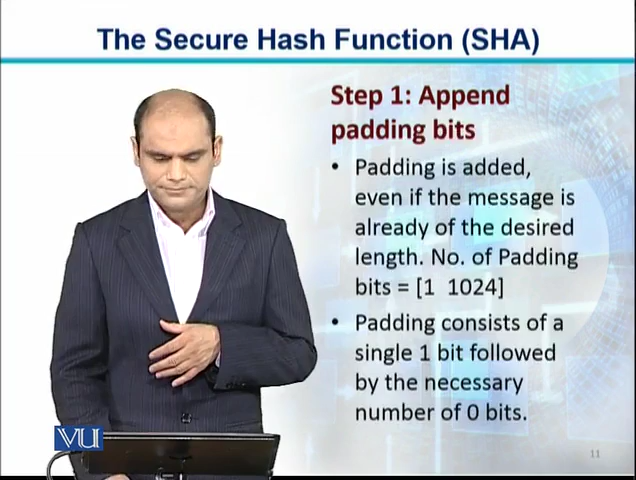 The Secure Hash Function (SHA)
Step 1: Append
padding bits
• Padding is added,
even if the message is
already of the desired
length. No. of Padding
bits = [1  1024]
• Padding consists of a
single 1 bit followed
by the necessary
number of 0 bits.
VU
11